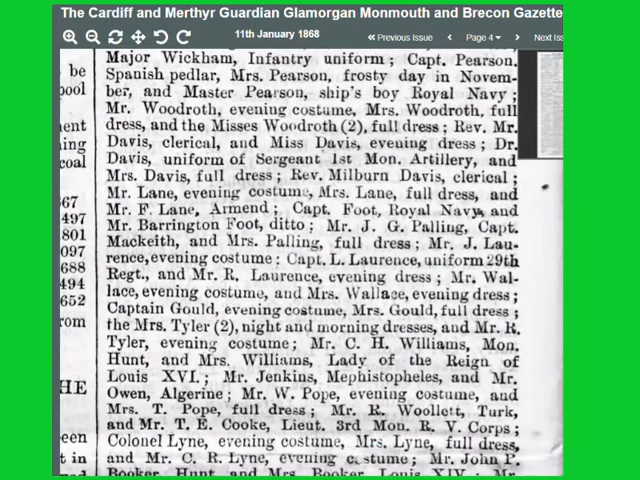 The Cardiff and Merthyr Guardian Glamorgan Monmouth and Brecon Gazette
11th January 1868
Previous Issue
Page 4
Next Iss
Major Wickham, Infantry uniform; Capt. Pearson.
be
Spanish pedlar, Mrs. Pearson, frosty day in Novem-
pool
ber, and Master Pearson, ship's boy Royal Navy;
Mr. Woodroth, evening costume, Mrs. Woodroth, full
ent
dress, and the Misses Woodroth (2), full dress; Rev. Mr.
ing
Davis, clerical, and Miss Davis, evening dress; Dr.
coal
Davis, uniform of Sergeant 1st Mon. Artillery, and
Mrs. Davis, full dress; Rev. Milburn Davis, clerical;
Mr. Lane, evening costume, Mrs. Lane, full dress, and
67
Mr. F. Lane, Armend; Capt. Foot, Royal Navy, and
497
Mr. Barrington Foot, ditto; Mr. J. G. Palling, Capt.
801
Mackeith, and Mrs. Palling, full dress; Mr. J. Lau-
097
rence, evening costume: Capt. L. Laurence, uniform 29th
688
Regt., and Mr. R. Laurence, evening dress; Mr. Wal-
494
lace, evening costume, and Mrs. Wallace, evening dress;
652
Captain Gould, evening costume, Mrs. Gould, full dress;
rom
the Mrs. Tyler (2), night and morning dresses, and Mr. R.
Tyler, evening costume; Mr. C. H. Williams, Mon.
Hunt, and Mrs. Williams, Lady of the Reign of
Louis XVI.; Mr. Jenkins, Mephistopheles, and Mr.
HE
Owen, Algerine; Mr. W. Pope, evening costume, and
Mrs. T. Pope, full dress; Mr. R. Woollett, Turk,
and Mr. T. E. Cooke, Lieut. 3rd Mon. R. V. Corps;
een
Colonel Lyne, evening costume, Mrs. Lyne, full dress,
t in
and Mr. C. R. Lyne, evening costume; Mr. John P.
Booker, Hunt, and Mrs. Booker, Louis XIV.; Mr.